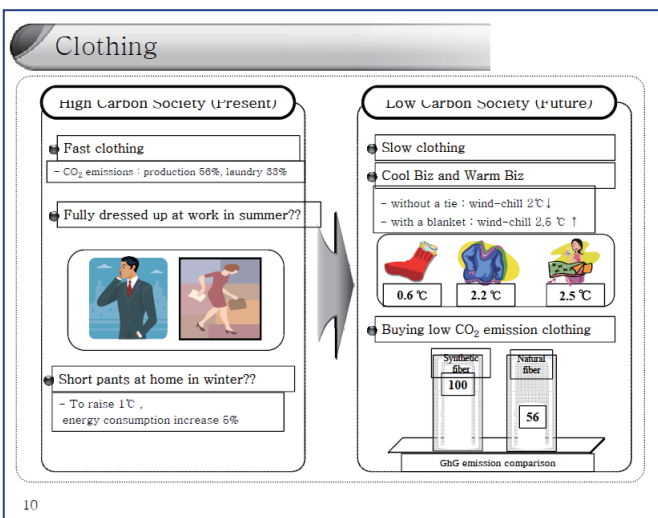 Clothing
High Carbon Society (Present)
Fast clothing
- CO₂ emissions : production 56%, laundry 33%
Fully dressed up at work in summer??
Short pants at home in winter??
- To raise 1℃ ,
energy consumption increase 5%
Low Carbon Society (Future)
Slow clothing
Cool Biz and Warm Biz
- without a tie : wind-chill 2℃↓
- with a blanket : wind-chill 2.5 ℃ ↑
0.6 ℃
2.2 ℃
2.5 ℃
Buying low CO₂ emission clothing
Synthetic
fiber
100
Natural
fiber
56
GhG emission comparison
10